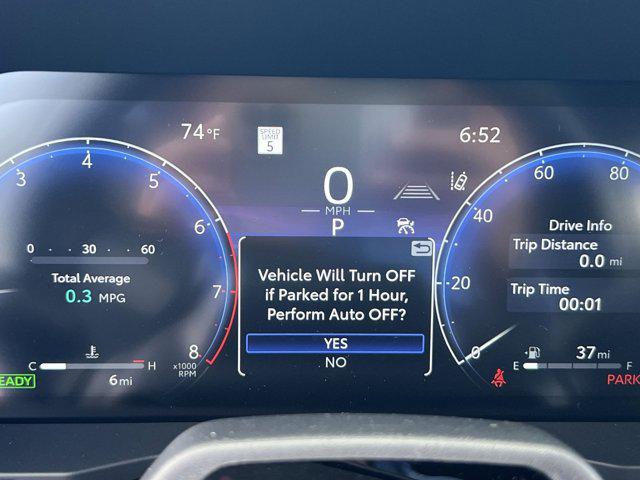 74°F
SPEED LIMIT 5
6:52
3 4 5 6 7 8
x1000 RPM
0 · · 30 · · 60
Total Average
0.3 MPG
C H
READY
6 mi
0
MPH
P
Vehicle Will Turn OFF
if Parked for 1 Hour,
Perform Auto OFF?
YES
NO
0 20 40 60 80
Drive Info
Trip Distance
0.0 mi
Trip Time
00:01
37 mi
E F
PARK